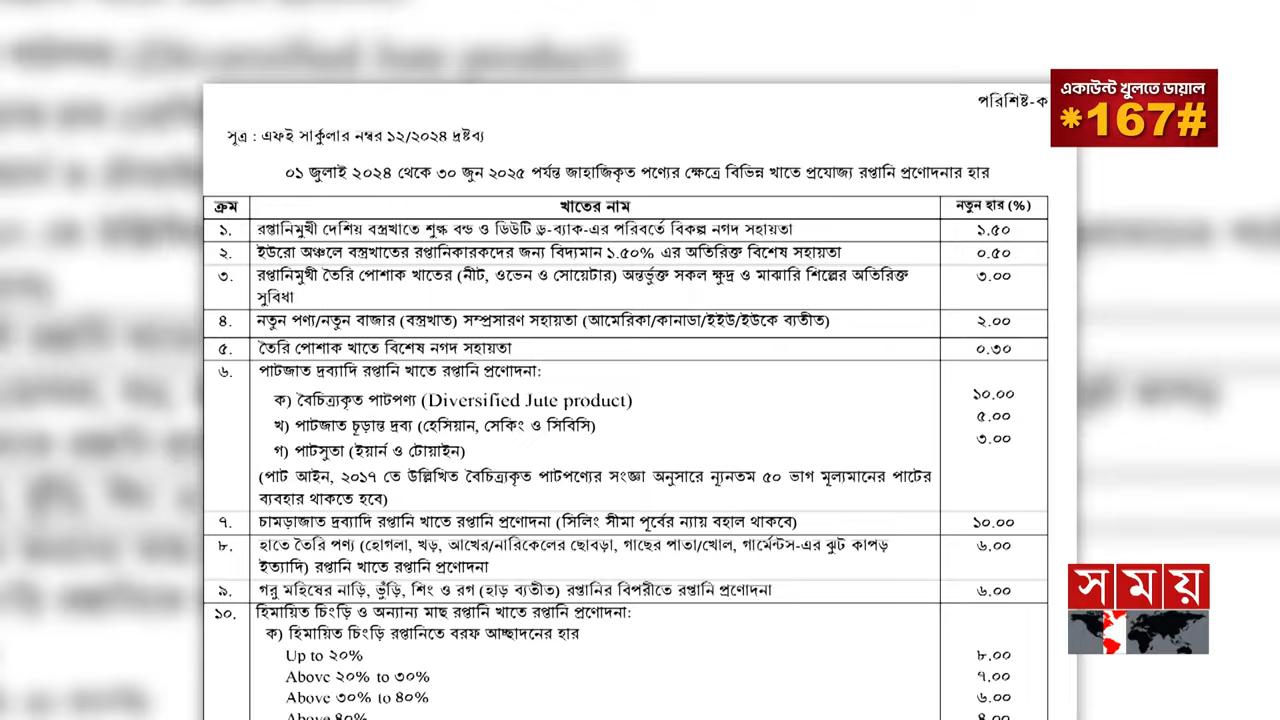 পরিশিষ্ট-ক
একাউন্ট খুলতে ডায়াল
*167#
সূত্র : এফই সার্কুলার নম্বর ১২/২০২৪ দ্রষ্টব্য
০১ জুলাই ২০২৪ থেকে ৩০ জুন ২০২৫ পর্যন্ত জাহাজিকৃত পণ্যের ক্ষেত্রে বিভিন্ন খাতে প্রযোজ্য রপ্তানি প্রণোদনার হার
ক্রম খাতের নাম নতুন হার (%)
১. রপ্তানিমুখী দেশিয় বস্ত্রখাতে শুল্ক বন্ড ও ডিউটি ড্র-ব্যাক-এর পরিবর্তে বিকল্প নগদ সহায়তা ১.৫০
২. ইউরো অঞ্চলে বস্ত্রখাতের রপ্তানিকারকদের জন্য বিদ্যমান ১.৫০% এর অতিরিক্ত বিশেষ সহায়তা ০.৫০
৩. রপ্তানিমুখী তৈরি পোশাক খাতের (নীট, ওভেন ও সোয়েটার) অন্তর্ভুক্ত সকল ক্ষুদ্র ও মাঝারি শিল্পের অতিরিক্ত ৩.০০
সুবিধা
৪. নতুন পণ্য/নতুন বাজার (বস্ত্রখাত) সম্প্রসারণ সহায়তা (আমেরিকা/কানাডা/ইইউ/ইউকে ব্যতীত) ২.০০
৫. তৈরি পোশাক খাতে বিশেষ নগদ সহায়তা ০.৩০
৬. পাটজাত দ্রব্যাদি রপ্তানি খাতে রপ্তানি প্রণোদনা:
ক) বৈচিত্র্যকৃত পাটপণ্য (Diversified Jute product) ১০.০০
খ) পাটজাত চূড়ান্ত দ্রব্য (হেসিয়ান, সেকিং ও সিবিসি) ৫.০০
গ) পাটসুতা (ইয়ার্ন ও টোয়াইন) ৩.০০
(পাট আইন, ২০১৭ তে উল্লিখিত বৈচিত্র্যকৃত পাটপণ্যের সংজ্ঞা অনুসারে ন্যূনতম ৫০ ভাগ মূল্যমানের পাটের
ব্যবহার থাকতে হবে)
৭. চামড়াজাত দ্রব্যাদি রপ্তানি খাতে রপ্তানি প্রণোদনা (সিলিং সীমা পূর্বের ন্যায় বহাল থাকবে) ১০.০০
৮. হাতে তৈরি পণ্য (হোগলা, খড়, আখের/নারিকেলের ছোবড়া, গাছের পাতা/খোল, গার্মেন্টস-এর ঝুট কাপড় ৬.০০
ইত্যাদি) রপ্তানি খাতে রপ্তানি প্রণোদনা
৯. গরু মহিষের নাড়ি, ভুঁড়ি, শিং ও রগ (হাড় ব্যতীত) রপ্তানির বিপরীতে রপ্তানি প্রণোদনা ৬.০০
১০. হিমায়িত চিংড়ি ও অন্যান্য মাছ রপ্তানি খাতে রপ্তানি প্রণোদনা:
ক) হিমায়িত চিংড়ি রপ্তানিতে বরফ আচ্ছাদনের হার
Up to ২০% ৮.০০
Above ২০% to ৩০% ৭.০০
Above ৩০% to ৪০% ৬.০০
Above ৪০% ৪.০০
সময়